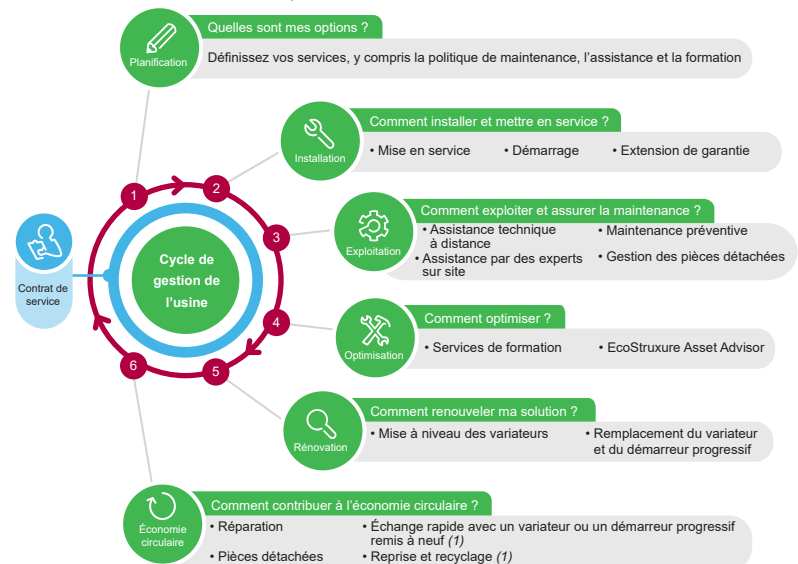 Quelles sont mes options ?
Planification
Définissez vos services, y compris la politique de maintenance, l'assistance et la formation
Comment installer et mettre en service ?
Installation
• Mise en service
• Démarrage
• Extension de garantie
1
2
3
4
5
6
Contrat de
service
Cycle de
gestion de
l'usine
Comment exploiter et assurer la maintenance ?
Exploitation
• Assistance technique
à distance
• Assistance par des experts
sur site
• Maintenance préventive
• Gestion des pièces détachées
Comment optimiser ?
Optimisation
• Services de formation
• EcoStruxure Asset Advisor
Comment renouveler ma solution ?
Rénovation
• Mise à niveau des variateurs
• Remplacement du variateur
et du démarreur progressif
Comment contribuer à l'économie circulaire ?
Économie
circulaire
• Réparation
• Pièces détachées
• Échange rapide avec un variateur ou un démarreur progressif
remis à neuf (1)
• Reprise et recyclage (1)